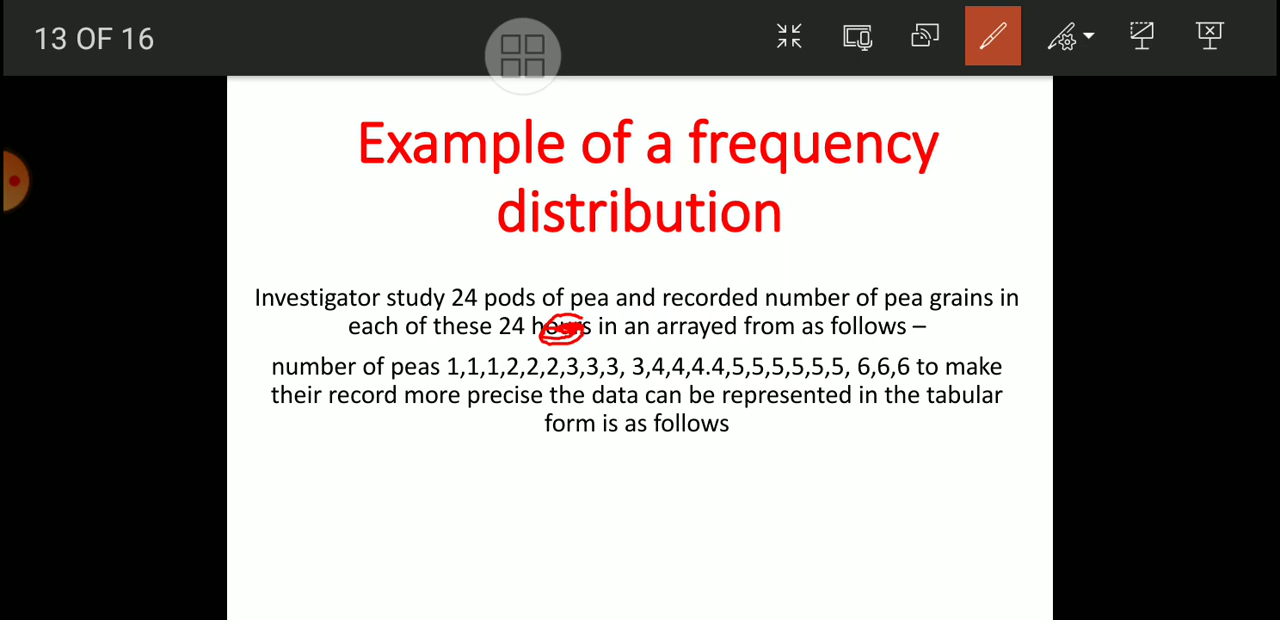 13 OF 16
Example of a frequency
distribution
Investigator study 24 pods of pea and recorded number of pea grains in
each of these 24 hours in an arrayed from as follows –
number of peas 1,1,1,2,2,2,3,3,3, 3,4,4,4.4,5,5,5,5,5,5, 6,6,6 to make
their record more precise the data can be represented in the tabular
form is as follows